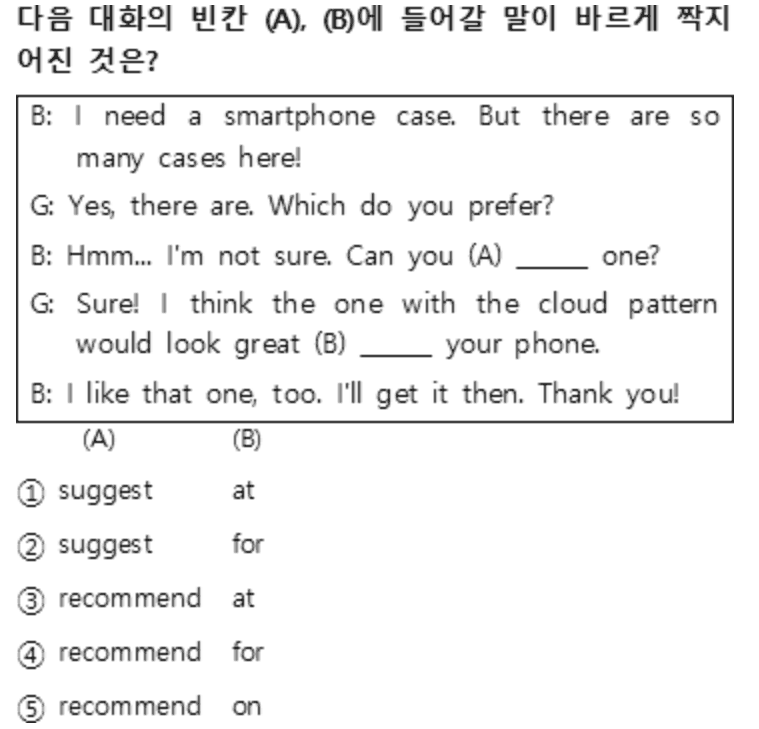 다음 대화의 빈칸 (A), (B)에 들어갈 말이 바르게 짝지
어진 것은?
B: I need a smartphone case. But there are so
many cases here!
G: Yes, there are. Which do you prefer?
B: Hmm... I'm not sure. Can you (A) _____ one?
G: Sure! I think the one with the cloud pattern
would look great (B) _____ your phone.
B: I like that one, too. I'll get it then. Thank you!
(A) (B)
① suggest at
② suggest for
③ recommend at
④ recommend for
⑤ recommend on